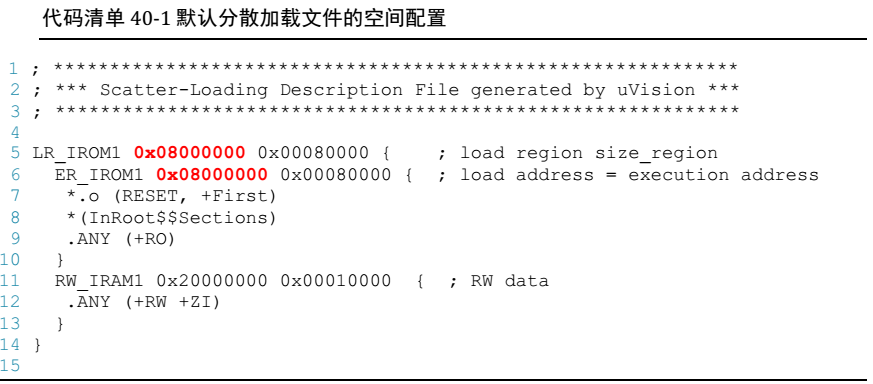 代码清单 40-1 默认分散加载文件的空间配置
1 ; *************************************************************
2 ; *** Scatter-Loading Description File generated by uVision ***
3 ; *************************************************************
4
5 LR_IROM1 0x08000000 0x00080000 { ; load region size_region
6 ER_IROM1 0x08000000 0x00080000 { ; load address = execution address
7 *.o (RESET, +First)
8 *(InRoot$$Sections)
9 .ANY (+RO)
10 }
11 RW_IRAM1 0x20000000 0x00010000 { ; RW data
12 .ANY (+RW +ZI)
13 }
14 }
15